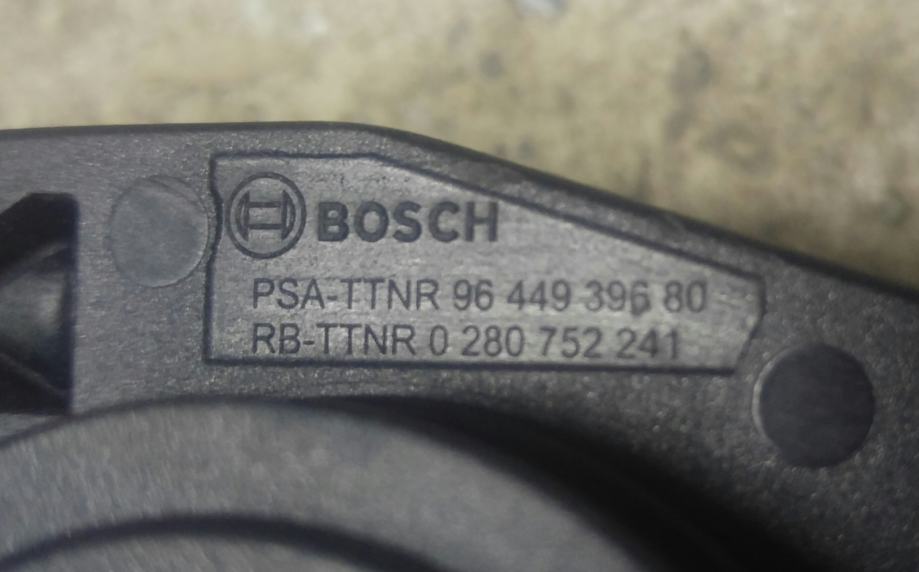 BOSCH
PSA-TTNR 96 449 396 80
RB-TTNR 0 280 752 241